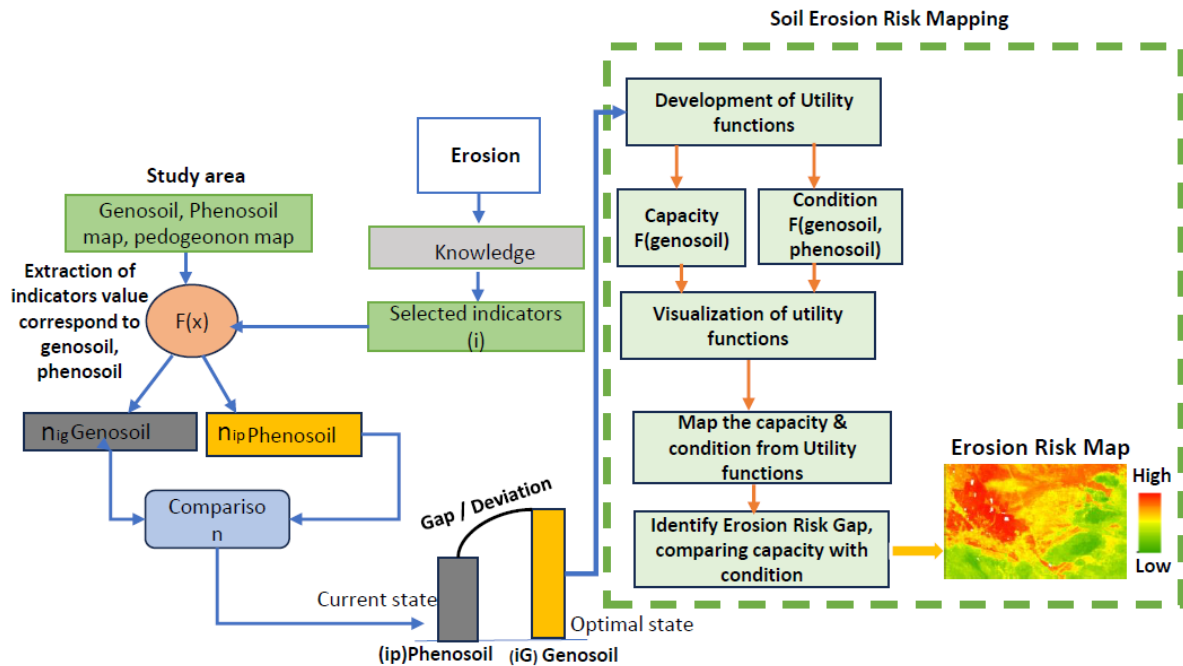 Soil Erosion Risk Mapping
Development of Utility
functions
Erosion
Study area
Genosoil, Phenosoil
map, pedogeonon map
Capacity
F(genosoil)
Condition
F(genosoil,
phenosoil)
Knowledge
Extraction of
indicators value
correspond to
genosoil,
phenosoil
F(x)
Selected indicators
(i)
Visualization of utility
functions
nig Genosoil
nip Phenosoil
Map the capacity &
condition from Utility
functions
Erosion Risk Map
High
Low
Compariso
n
Gap / Deviation
Identify Erosion Risk Gap,
comparing capacity with
condition
Current state
Optimal state
(ip)Phenosoil
(iG) Genosoil